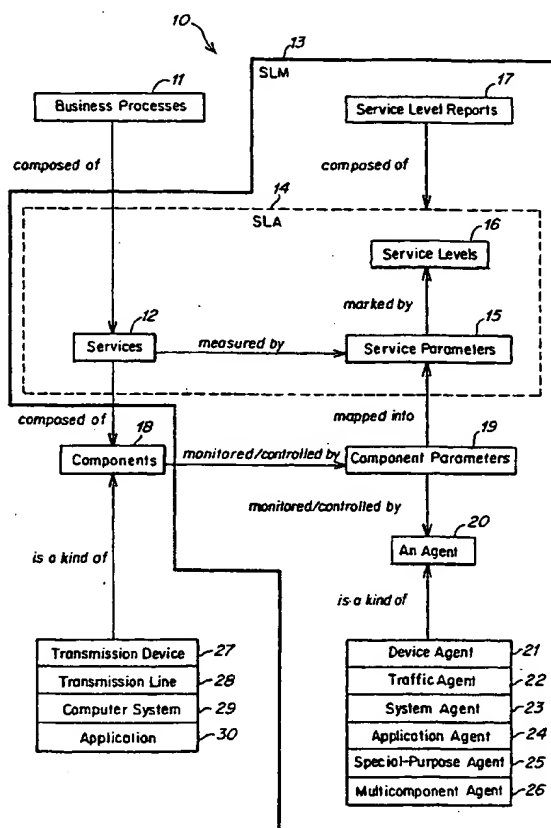 10
13
SLM
11
Business Processes
17
Service Level Reports
composed of
composed of
14
SLA
16
Service Levels
marked by
12
Services
measured by
15
Service Parameters
composed of
mapped into
18
Components
monitored/controlled by
19
Component Parameters
monitored/controlled by
20
An Agent
is a kind of
is a kind of
Transmission Device 27
Transmission Line 28
Computer System 29
Application 30
Device Agent 21
Traffic Agent 22
System Agent 23
Application Agent 24
Special-Purpose Agent 25
Multicomponent Agent 26